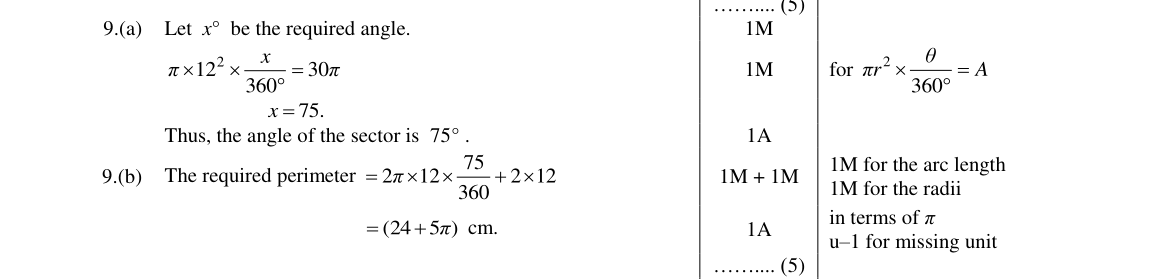 .......... (5)
9.(a) Let x° be the required angle. 1M
π×12²× x/360° = 30π 1M for πr²× θ/360° = A
x = 75.
Thus, the angle of the sector is 75° . 1A
9.(b) The required perimeter = 2π×12× 75/360 + 2×12 1M + 1M 1M for the arc length
1M for the radii
= (24+5π) cm. 1A in terms of π
u–1 for missing unit
.......... (5)